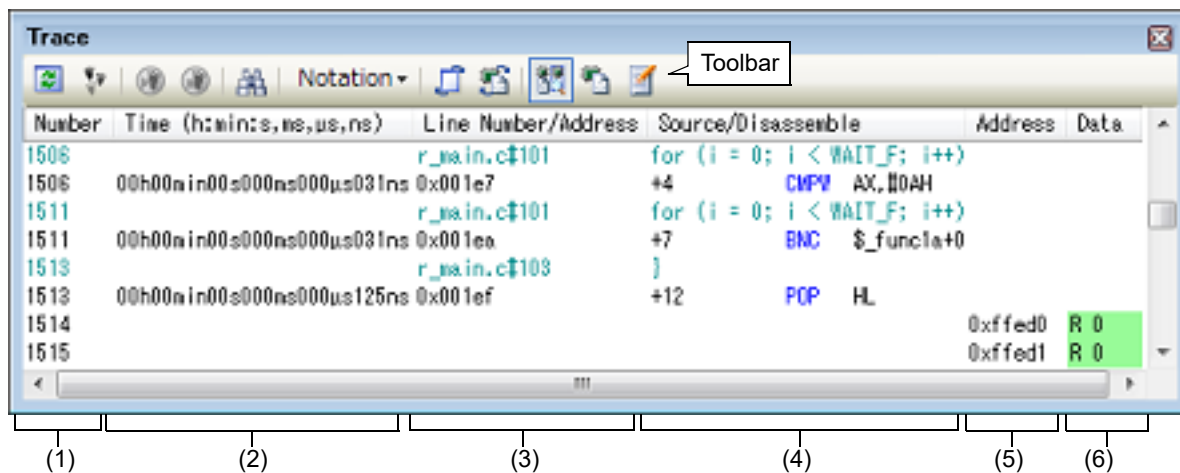 Trace
Notation
Toolbar
Number Time (h:min:s,ms,µs,ns) Line Number/Address Source/Disassemble Address Data
1506 r_main.c#101 for (i = 0; i < WAIT_F; i++)
1506 00h00min00s000ms000µs031ns 0x001e7 +4 CMPW AX,#0AH
1511 r_main.c#101 for (i = 0; i < WAIT_F; i++)
1511 00h00min00s000ms000µs031ns 0x001ea +7 BNC $_func1a+0
1513 r_main.c#103 }
1513 00h00min00s000ms000µs125ns 0x001ef +12 POP HL
1514 0xffed0 R 0
1515 0xffed1 R 0
(1) (2) (3) (4) (5) (6)